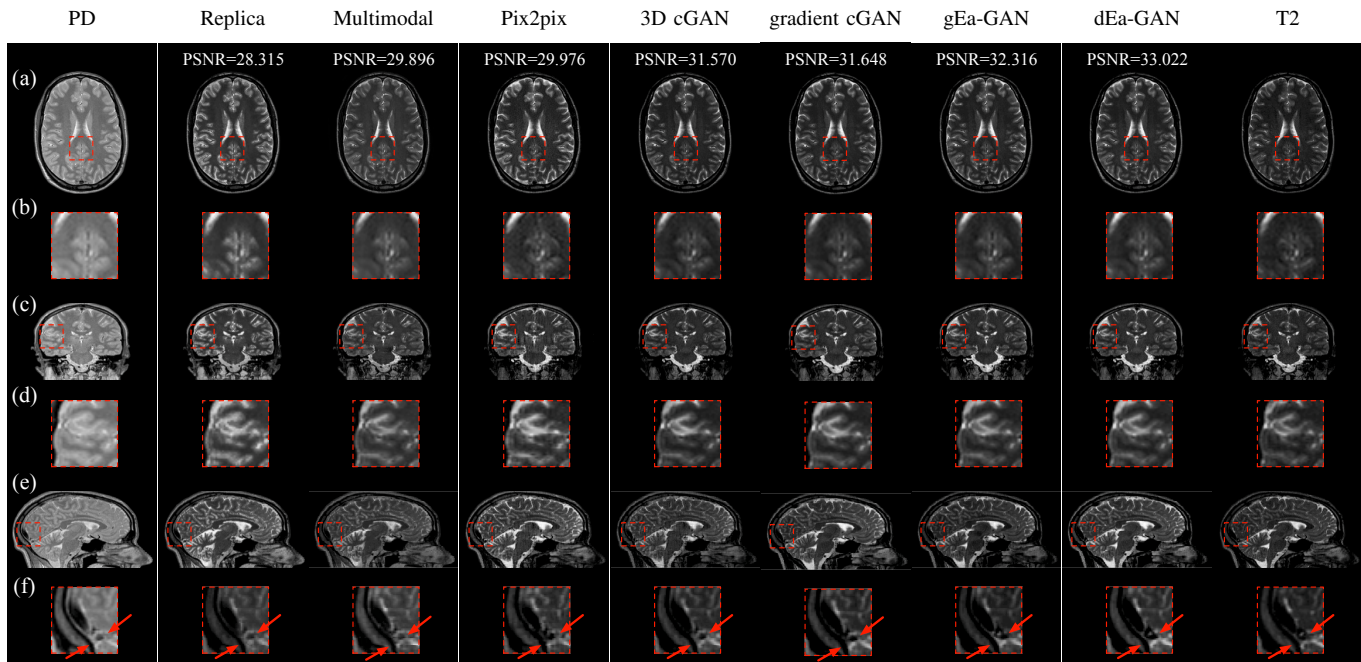 PD Replica Multimodal Pix2pix 3D cGAN gradient cGAN gEa-GAN dEa-GAN T2
PSNR=28.315 PSNR=29.896 PSNR=29.976 PSNR=31.570 PSNR=31.648 PSNR=32.316 PSNR=33.022
(a)
(b)
(c)
(d)
(e)
(f)